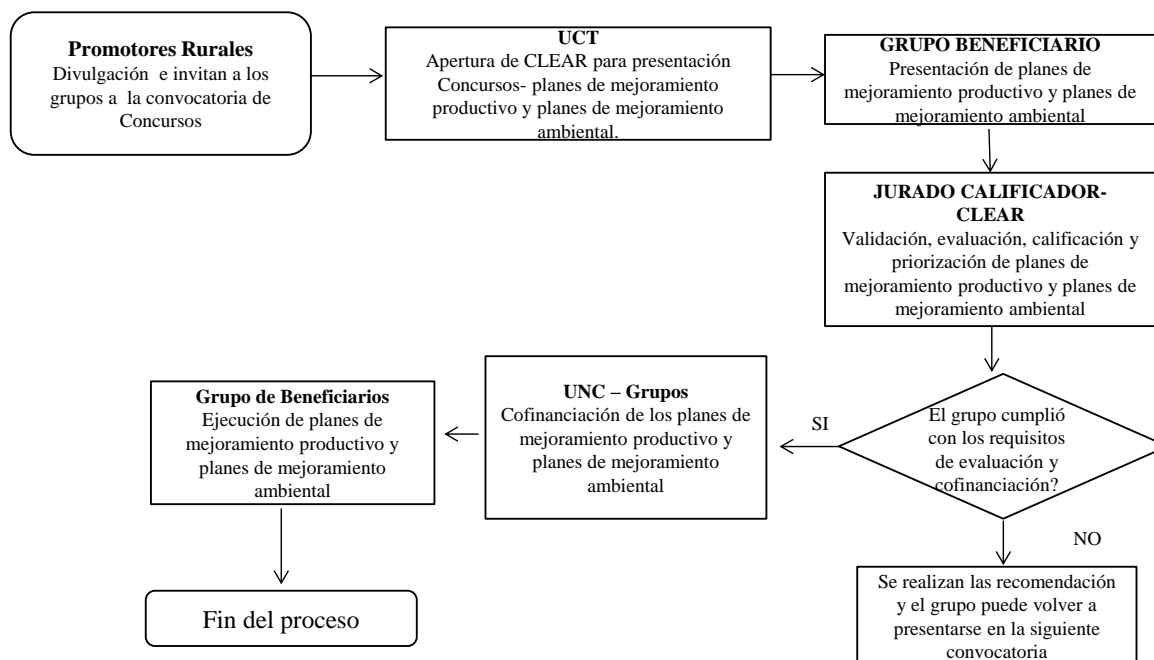 Promotores Rurales
Divulgación e invitan a los
grupos a la convocatoria de
Concursos
UCT
Apertura de CLEAR para presentación
Concursos- planes de mejoramiento
productivo y planes de mejoramiento
ambiental.
GRUPO BENEFICIARIO
Presentación de planes de
mejoramiento productivo y planes de
mejoramiento ambiental
JURADO CALIFICADOR-
CLEAR
Validación, evaluación, calificación y
priorización de planes de
mejoramiento productivo y planes de
mejoramiento ambiental
El grupo cumplió
con los requisitos
de evaluación y
cofinanciación?
SI
UNC – Grupos
Cofinanciación de los planes de
mejoramiento productivo y
planes de mejoramiento
ambiental
Grupo de Beneficiarios
Ejecución de planes de
mejoramiento productivo y
planes de mejoramiento
ambiental
Fin del proceso
NO
Se realizan las recomendación
y el grupo puede volver a
presentarse en la siguiente
convocatoria